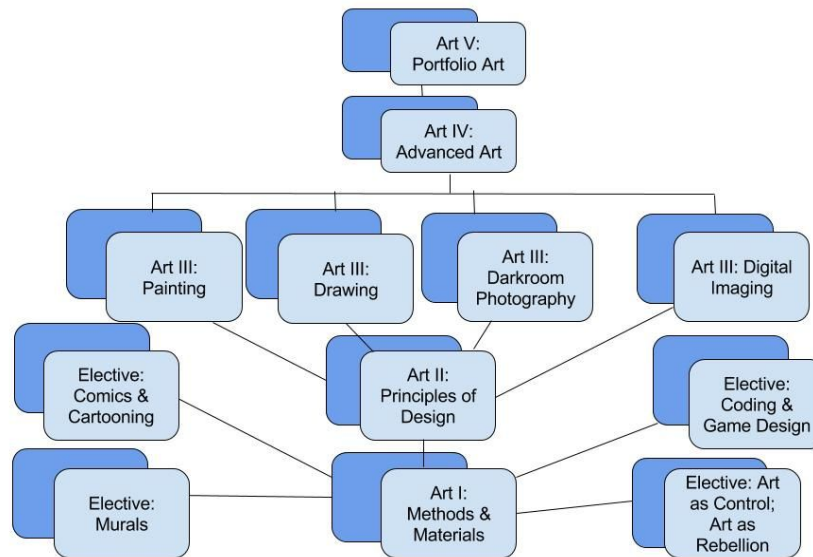 Art V:
Portfolio Art
Art IV:
Advanced Art
Art III:
Painting
Art III:
Drawing
Art III:
Darkroom
Photography
Art III: Digital
Imaging
Elective:
Comics &
Cartooning
Art II:
Principles of
Design
Elective:
Coding &
Game Design
Elective:
Murals
Art I:
Methods &
Materials
Elective: Art
as Control;
Art as
Rebellion